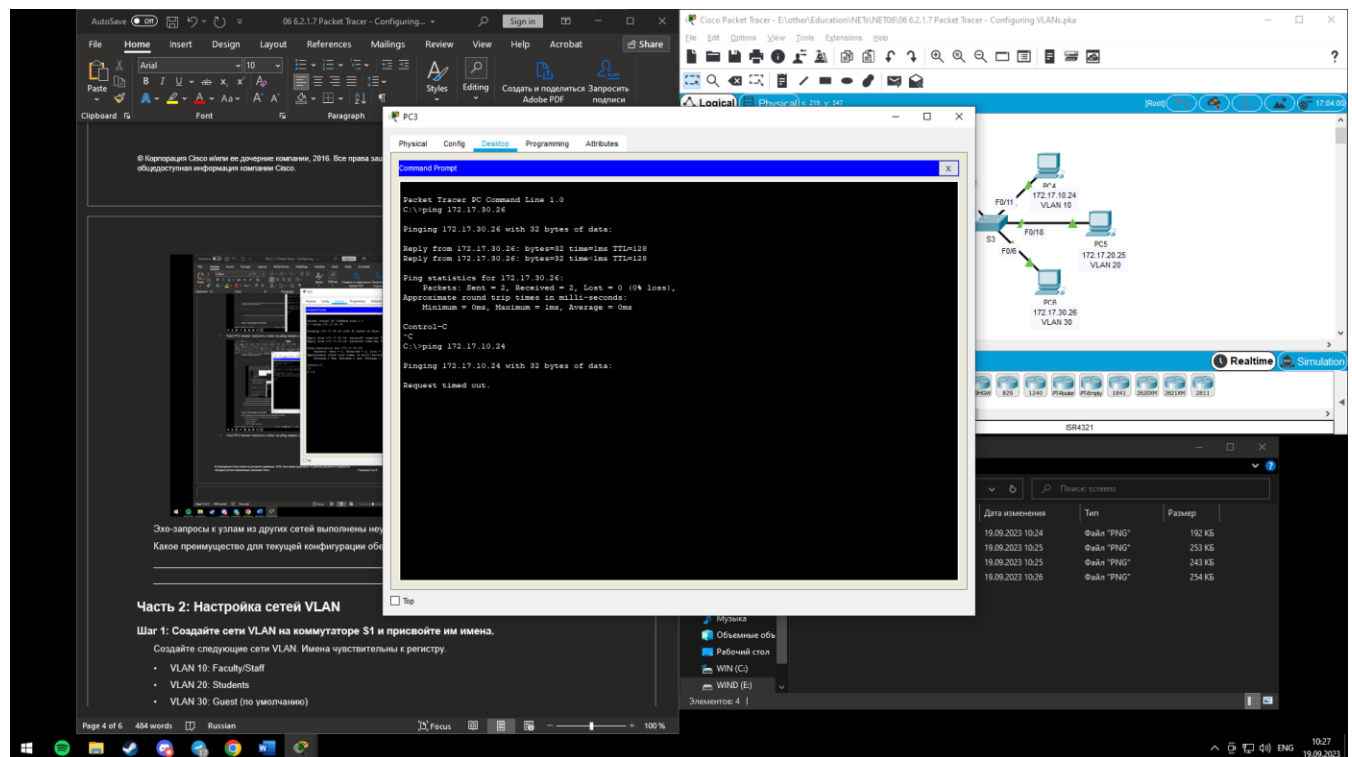 AutoSave Off 06 6.2.1.7 Packet Tracer - Configuring... Sign in
File Home Insert Design Layout References Mailings Review View Help Acrobat Share
Paste Arial 10 Styles Editing Создать и поделиться Adobe PDF Запросить подписи
Clipboard Font Paragraph
© Корпорация Cisco и/или ее дочерние компании, 2016. Все права
общедоступная информация компании Cisco.
Эхо-запросы к узлам из других сетей выполнены
Какое преимущество для текущей конфигурации
Часть 2: Настройка сетей VLAN
Шаг 1: Создайте сети VLAN на коммутаторе S1 и присвойте им имена.
Создайте следующие сети VLAN. Имена чувствительны к регистру.
• VLAN 10: Faculty/Staff
• VLAN 20: Students
• VLAN 30: Guest (по умолчанию)
Page 4 of 6 484 words Russian Focus 100 %
PC3
Physical Config Desktop Programming Attributes
Command Prompt X
Packet Tracer PC Command Line 1.0
C:\>ping 172.17.30.26
Pinging 172.17.30.26 with 32 bytes of data:
Reply from 172.17.30.26: bytes=32 time=1ms TTL=128
Reply from 172.17.30.26: bytes=32 time<1ms TTL=128
Ping statistics for 172.17.30.26:
Packets: Sent = 2, Received = 2, Lost = 0 (0% loss),
Approximate round trip times in milli-seconds:
Minimum = 0ms, Maximum = 1ms, Average = 0ms
Control-C
^C
C:\>ping 172.17.10.24
Pinging 172.17.10.24 with 32 bytes of data:
Request timed out.
Top
Cisco Packet Tracer - E:\other\Education\NETs\NET06\06 6.2.1.7 Packet Tracer - Configuring VLANs.pka
File Edit Options View Tools Extensions Help
?
Logical Physical x: 219, y: 347 [Root] 17:04:00
PC4
172.17.10.24
VLAN 10
F0/11
S3
F0/18
PC5
172.17.20.25
VLAN 20
F0/6
PC6
172.17.30.26
VLAN 30
Realtime Simulation
829 1240 PT-Router PT-Empty 1841 2620XM 2621XM 2811
ISR4321
Поиск: screens
Дата изменения Тип Размер
19.09.2023 10:24 Файл "PNG" 192 КБ
19.09.2023 10:25 Файл "PNG" 253 КБ
19.09.2023 10:25 Файл "PNG" 243 КБ
19.09.2023 10:26 Файл "PNG" 254 КБ
Музыка
Объемные объ
Рабочий стол
WIN (C:)
WIND (E:)
Элементов: 4
ENG 10:27
19.09.2023